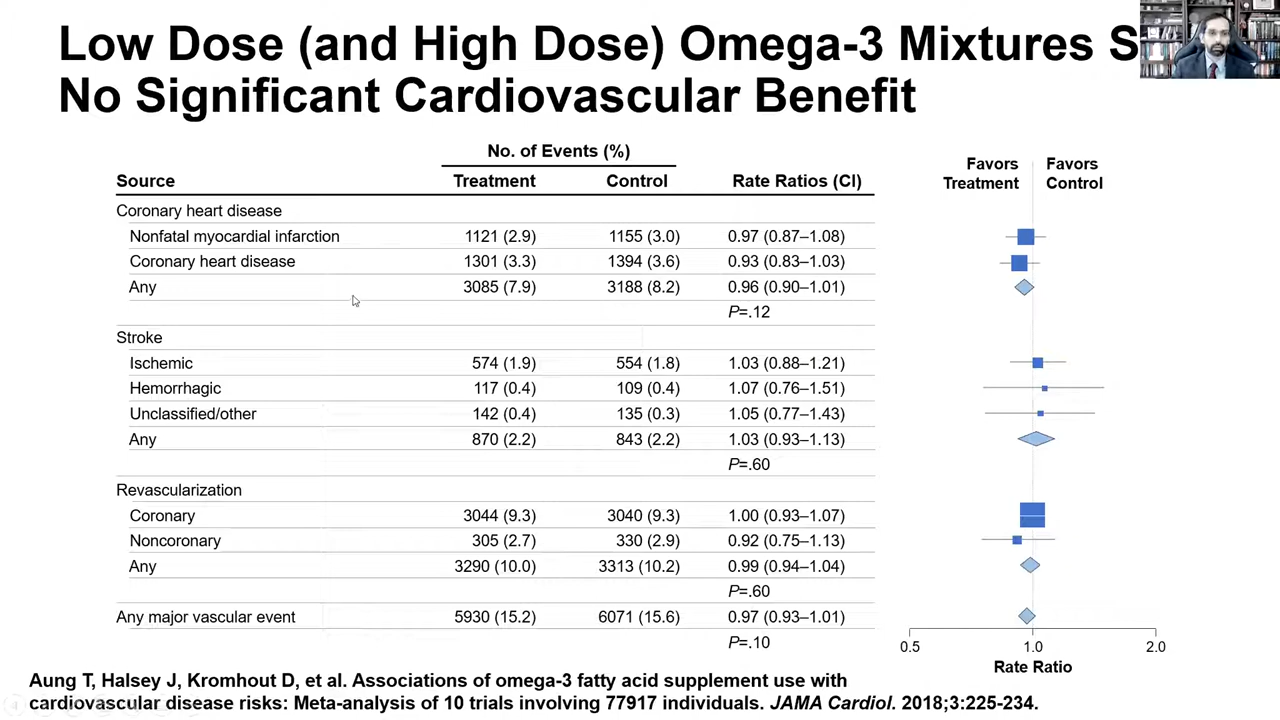 Low Dose (and High Dose) Omega-3 Mixtures S
No Significant Cardiovascular Benefit
No. of Events (%)
Source Treatment Control Rate Ratios (CI)
Favors Treatment Favors Control
Coronary heart disease
Nonfatal myocardial infarction 1121 (2.9) 1155 (3.0) 0.97 (0.87–1.08)
Coronary heart disease 1301 (3.3) 1394 (3.6) 0.93 (0.83–1.03)
Any 3085 (7.9) 3188 (8.2) 0.96 (0.90–1.01)
P=.12
Stroke
Ischemic 574 (1.9) 554 (1.8) 1.03 (0.88–1.21)
Hemorrhagic 117 (0.4) 109 (0.4) 1.07 (0.76–1.51)
Unclassified/other 142 (0.4) 135 (0.3) 1.05 (0.77–1.43)
Any 870 (2.2) 843 (2.2) 1.03 (0.93–1.13)
P=.60
Revascularization
Coronary 3044 (9.3) 3040 (9.3) 1.00 (0.93–1.07)
Noncoronary 305 (2.7) 330 (2.9) 0.92 (0.75–1.13)
Any 3290 (10.0) 3313 (10.2) 0.99 (0.94–1.04)
P=.60
Any major vascular event 5930 (15.2) 6071 (15.6) 0.97 (0.93–1.01)
P=.10
0.5 1.0 2.0
Rate Ratio
Aung T, Halsey J, Kromhout D, et al. Associations of omega-3 fatty acid supplement use with
cardiovascular disease risks: Meta-analysis of 10 trials involving 77917 individuals. JAMA Cardiol. 2018;3:225-234.